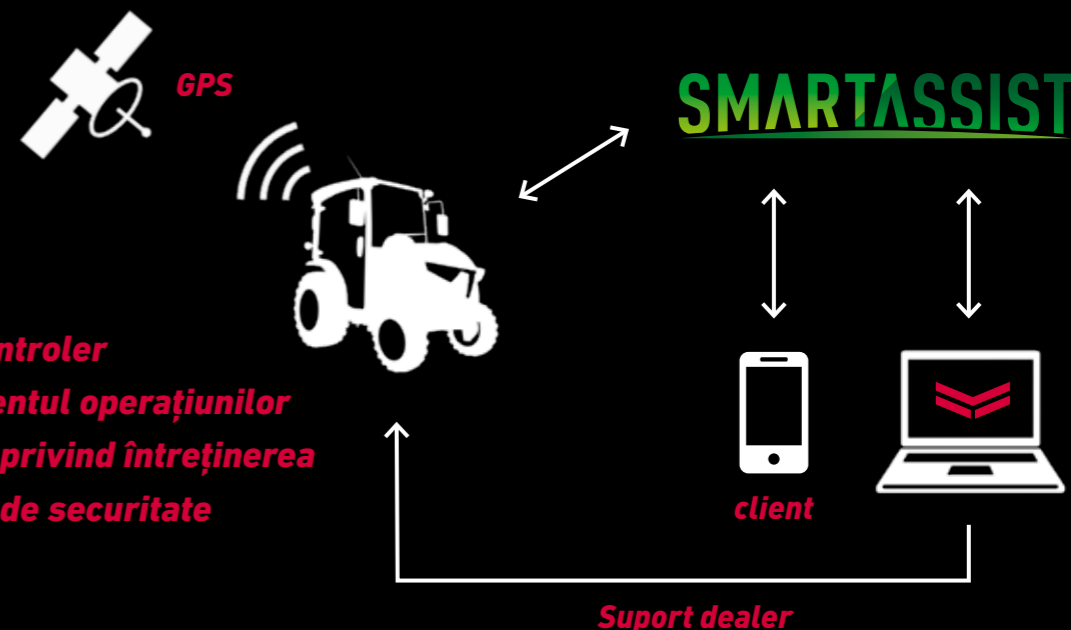 GPS
SMARTASSIST
ntroler
entul operațiunilor
privind întreținerea
de securitate
client
Suport dealer